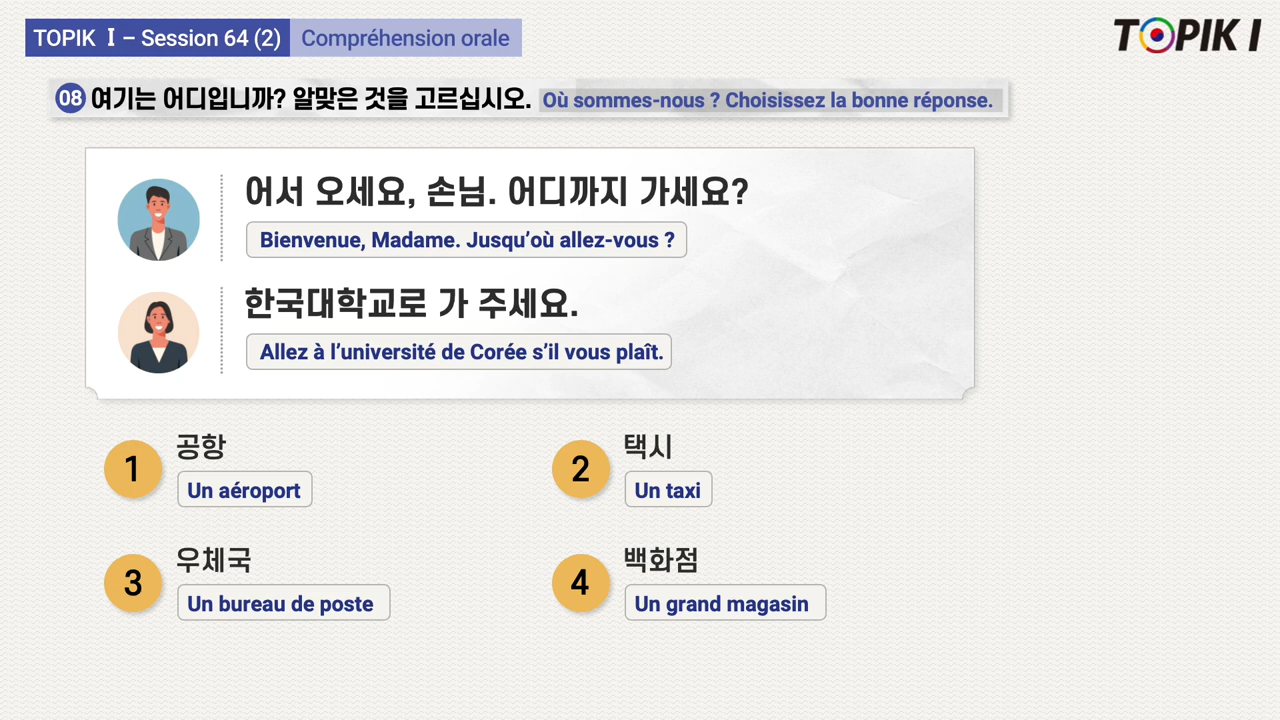 TOPIK Ⅰ – Session 64 (2) Compréhension orale
TOPIK I
08 여기는 어디입니까? 알맞은 것을 고르십시오. Où sommes-nous ? Choisissez la bonne réponse.
어서 오세요, 손님. 어디까지 가세요?
Bienvenue, Madame. Jusqu’où allez-vous ?
한국대학교로 가 주세요.
Allez à l’université de Corée s’il vous plaît.
1 공항
Un aéroport
2 택시
Un taxi
3 우체국
Un bureau de poste
4 백화점
Un grand magasin